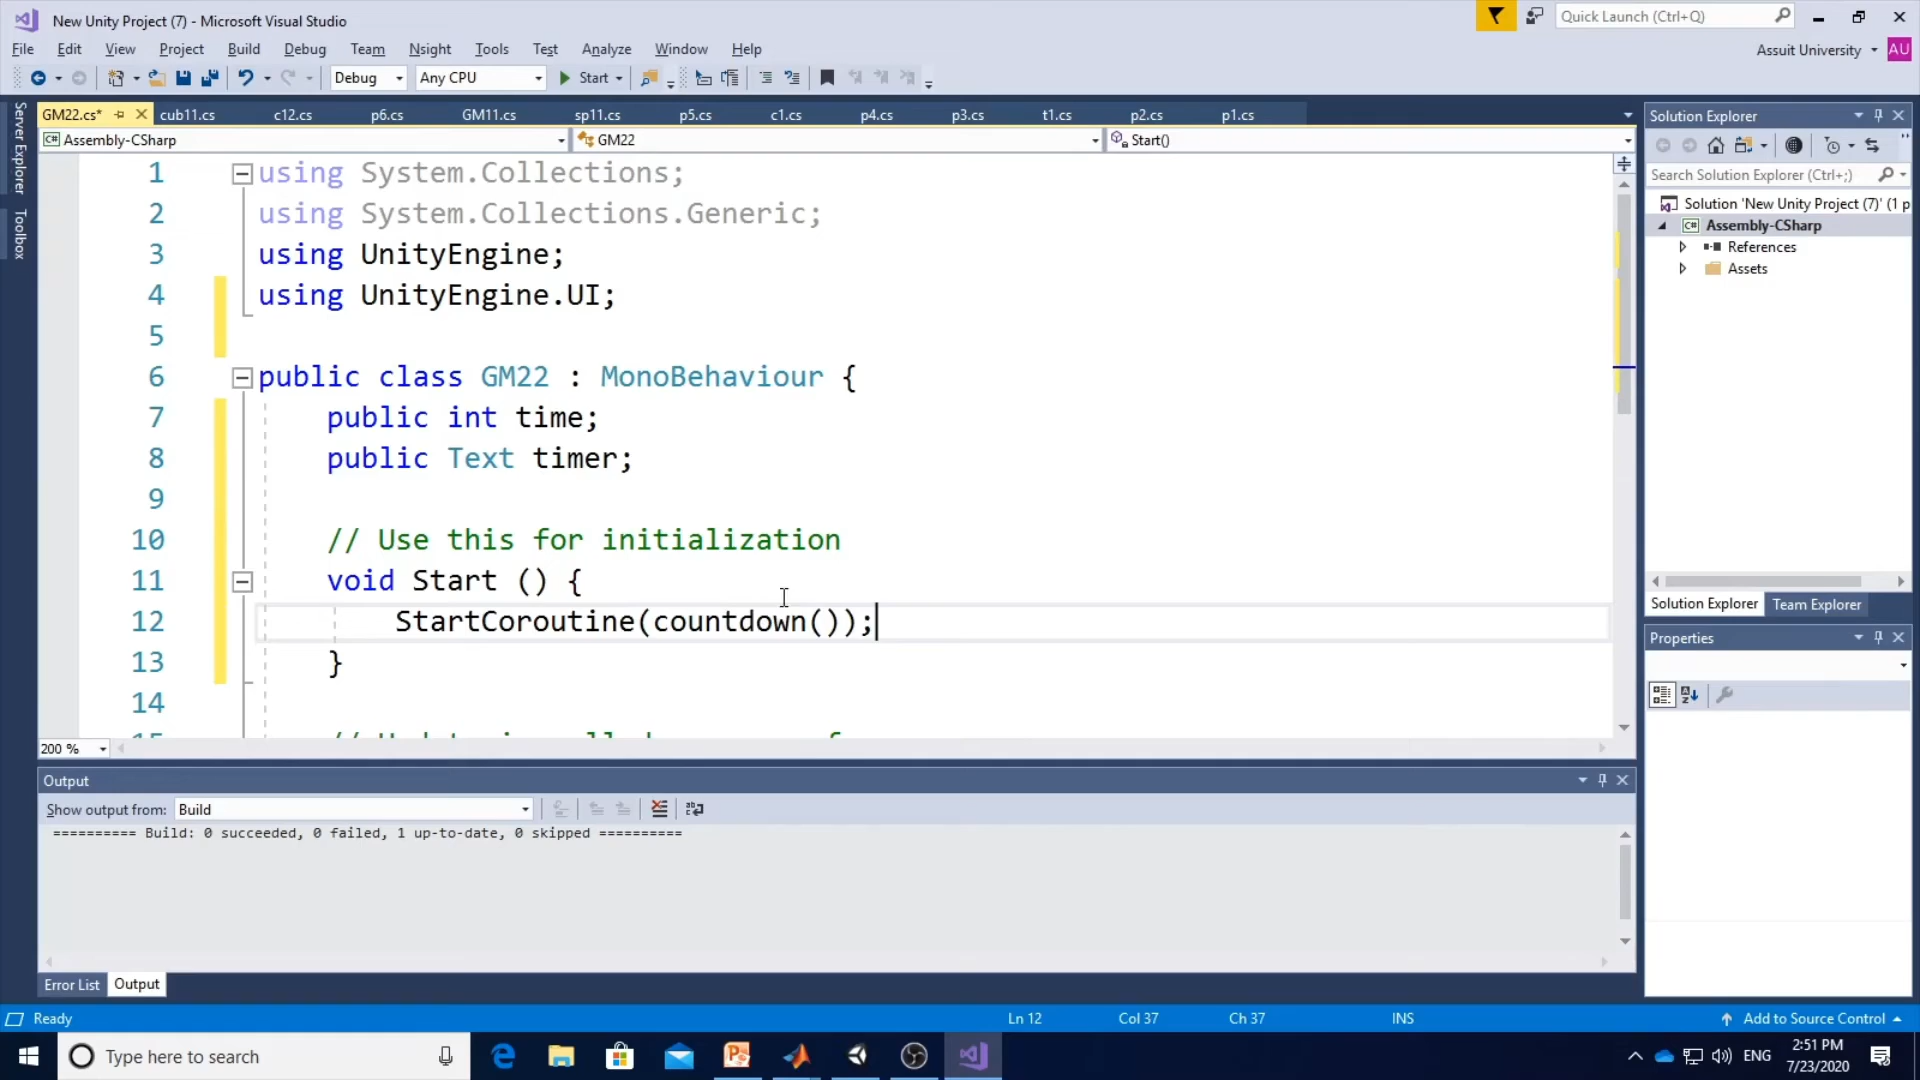 New Unity Project (7) - Microsoft Visual Studio
Quick Launch (Ctrl+Q)
File Edit View Project Build Debug Team Nsight Tools Test Analyze Window Help
Assuit University AU
Debug Any CPU Start
Server Explorer
Toolbox
GM22.cs* cub11.cs c12.cs p6.cs GM11.cs sp11.cs p5.cs c1.cs p4.cs p3.cs t1.cs p2.cs p1.cs
Assembly-CSharp GM22 Start()
1 using System.Collections;
2 using System.Collections.Generic;
3 using UnityEngine;
4 using UnityEngine.UI;
5
6 public class GM22 : MonoBehaviour {
7 public int time;
8 public Text timer;
9
10 // Use this for initialization
11 void Start () {
12 StartCoroutine(countdown());
13 }
14
200 %
Solution Explorer
Search Solution Explorer (Ctrl+;)
Solution 'New Unity Project (7)' (1 p
Assembly-CSharp
References
Assets
Solution Explorer Team Explorer
Properties
Output
Show output from: Build
========== Build: 0 succeeded, 0 failed, 1 up-to-date, 0 skipped ==========
Error List Output
Ready Ln 12 Col 37 Ch 37 INS Add to Source Control
Type here to search
ENG
2:51 PM
7/23/2020